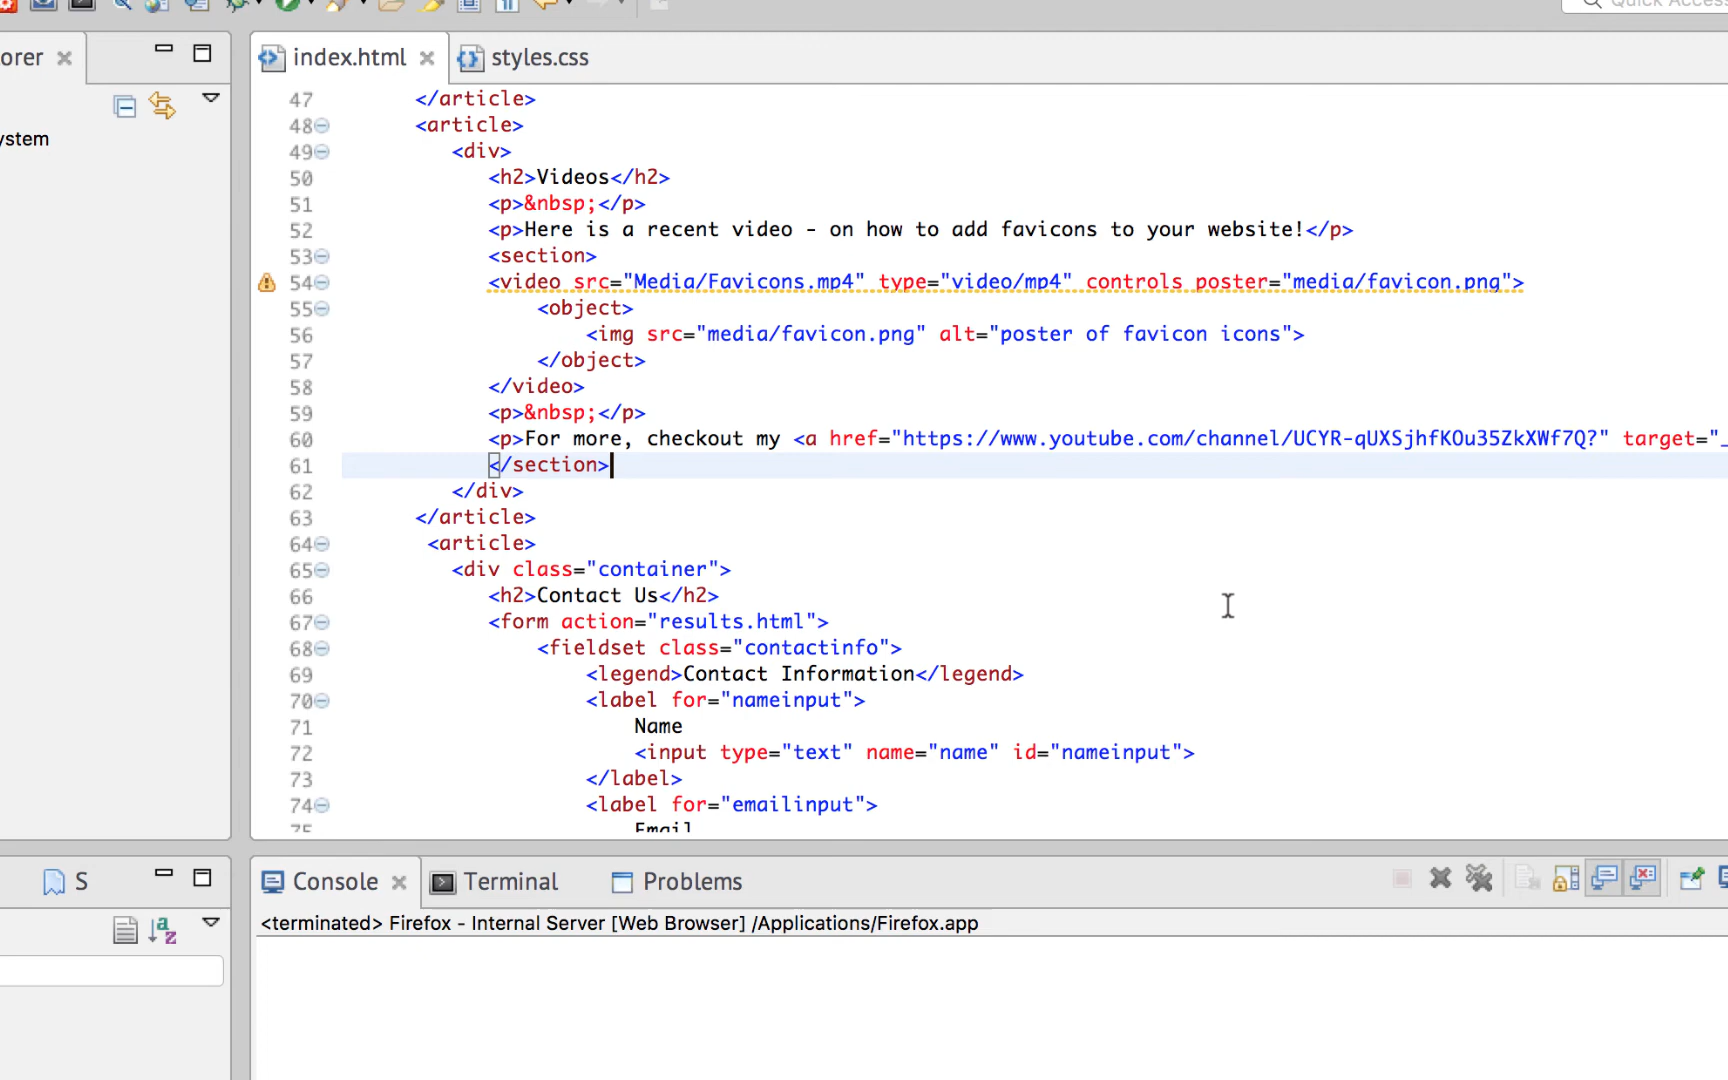 Quick Access
orer
index.html
styles.css
ystem
47 </article>
48 <article>
49 <div>
50 <h2>Videos</h2>
51 <p>&nbsp;</p>
52 <p>Here is a recent video - on how to add favicons to your website!</p>
53 <section>
54 <video src="Media/Favicons.mp4" type="video/mp4" controls poster="media/favicon.png">
55 <object>
56 <img src="media/favicon.png" alt="poster of favicon icons">
57 </object>
58 </video>
59 <p>&nbsp;</p>
60 <p>For more, checkout my <a href="https://www.youtube.com/channel/UCYR-qUXSjhfKOu35ZkXWf7Q?" target="_
61 </section>
62 </div>
63 </article>
64 <article>
65 <div class="container">
66 <h2>Contact Us</h2>
67 <form action="results.html">
68 <fieldset class="contactinfo">
69 <legend>Contact Information</legend>
70 <label for="nameinput">
71 Name
72 <input type="text" name="name" id="nameinput">
73 </label>
74 <label for="emailinput">
75 Email
S
Console
Terminal
Problems
<terminated> Firefox - Internal Server [Web Browser] /Applications/Firefox.app